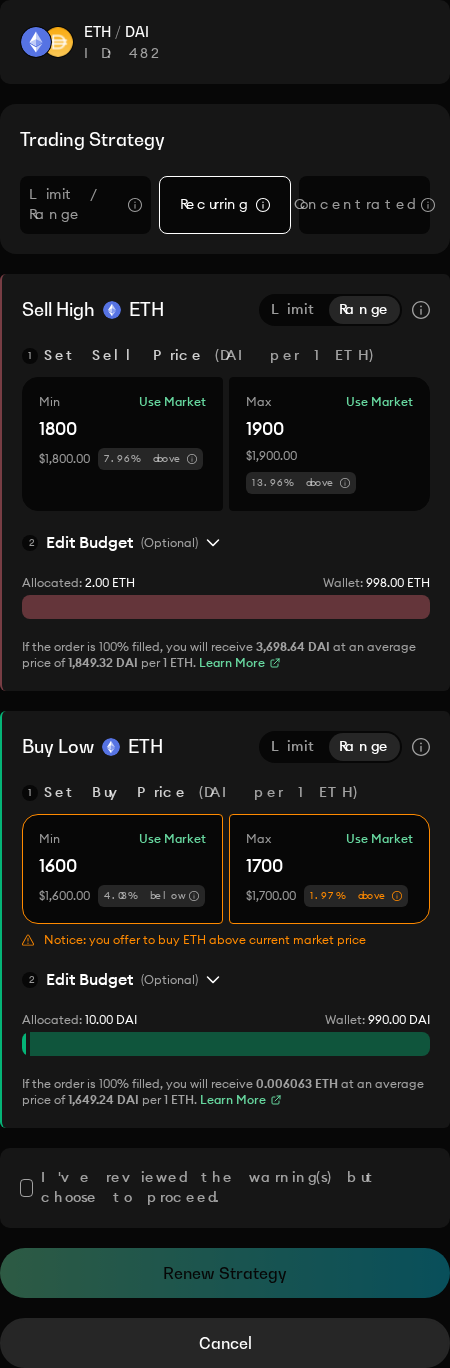 ETH / DAI
ID: 482
Trading Strategy
Limit / Range
Recurring
Concentrated
Sell High ETH
Limit Range
1 Set Sell Price (DAI per 1 ETH)
Min Use Market Max Use Market
1800 1900
$1,800.00 7.96% above $1,900.00
13.96% above
2 Edit Budget (Optional)
Allocated: 2.00 ETH Wallet: 998.00 ETH
If the order is 100% filled, you will receive 3,698.64 DAI at an average
price of 1,849.32 DAI per 1 ETH. Learn More
Buy Low ETH
Limit Range
1 Set Buy Price (DAI per 1 ETH)
Min Use Market Max Use Market
1600 1700
$1,600.00 4.03% below $1,700.00 1.97% above
Notice: you offer to buy ETH above current market price
2 Edit Budget (Optional)
Allocated: 10.00 DAI Wallet: 990.00 DAI
If the order is 100% filled, you will receive 0.006063 ETH at an average
price of 1,649.24 DAI per 1 ETH. Learn More
I've reviewed the warning(s) but
choose to proceed.
Renew Strategy
Cancel